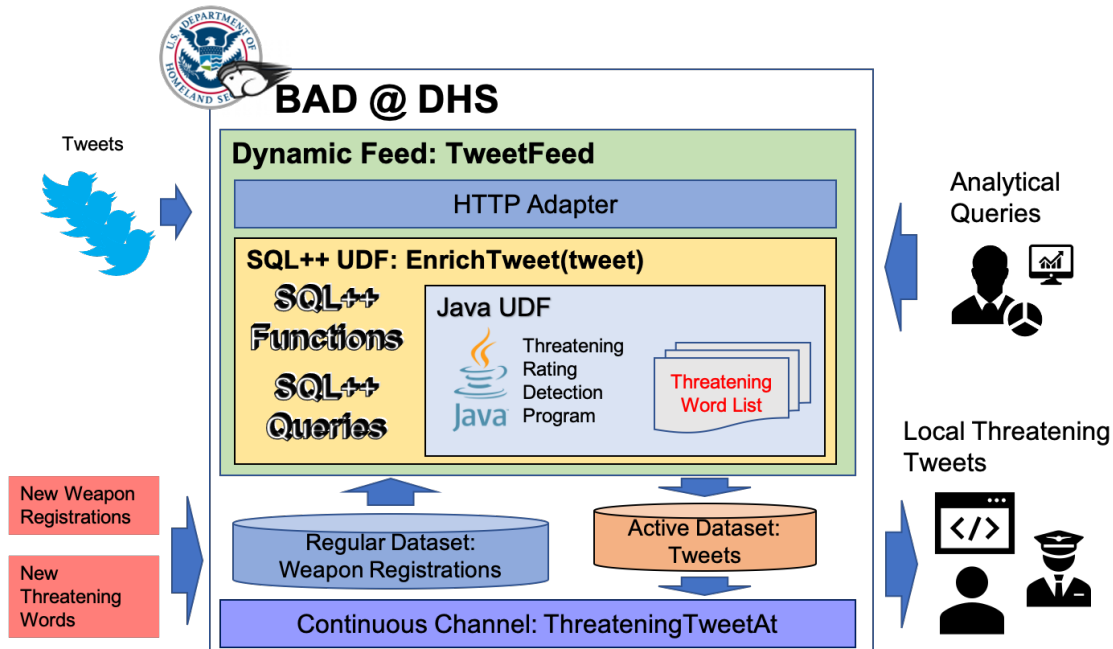 U.S. DEPARTMENT OF
HOMELAND SE
BAD @ DHS
Tweets
Dynamic Feed: TweetFeed
HTTP Adapter
SQL++ UDF: EnrichTweet(tweet)
SQL++
Functions
SQL++
Queries
Java UDF
Java
Threatening
Rating
Detection
Program
Threatening
Word List
Analytical
Queries
Local Threatening
Tweets
</>
New Weapon
Registrations
New
Threatening
Words
Regular Dataset:
Weapon Registrations
Active Dataset:
Tweets
Continuous Channel: ThreateningTweetAt